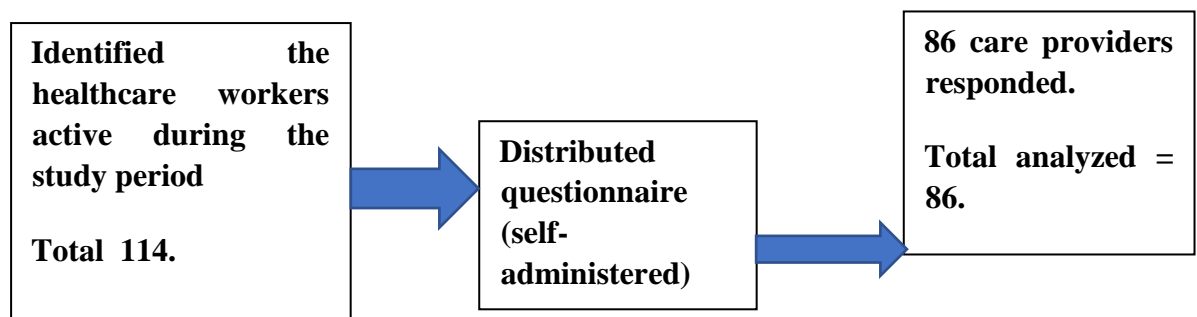 Identified the
healthcare workers
active during the
study period
Total 114.
Distributed
questionnaire
(self-
administered)
86 care providers
responded.
Total analyzed =
86.